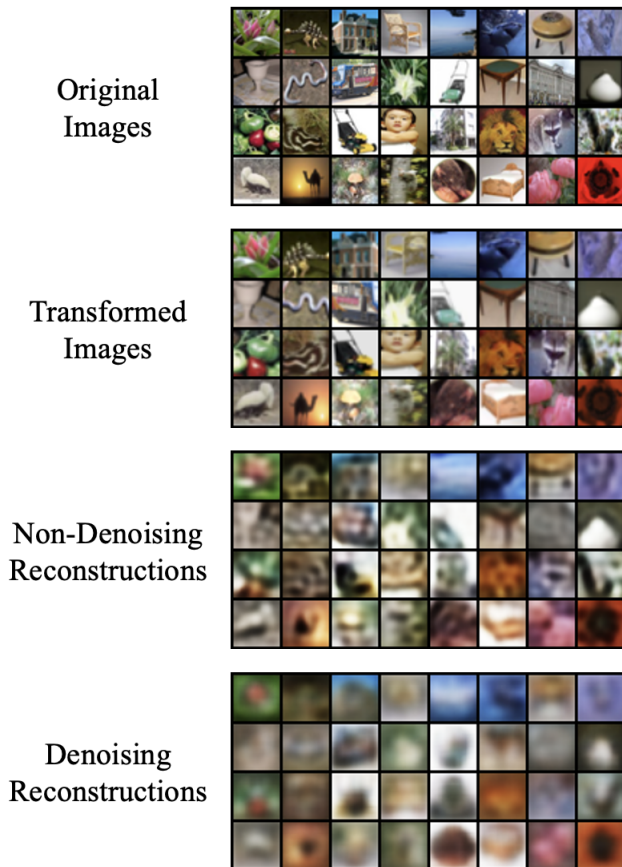 Original
Images
Transformed
Images
Non-Denoising
Reconstructions
Denoising
Reconstructions